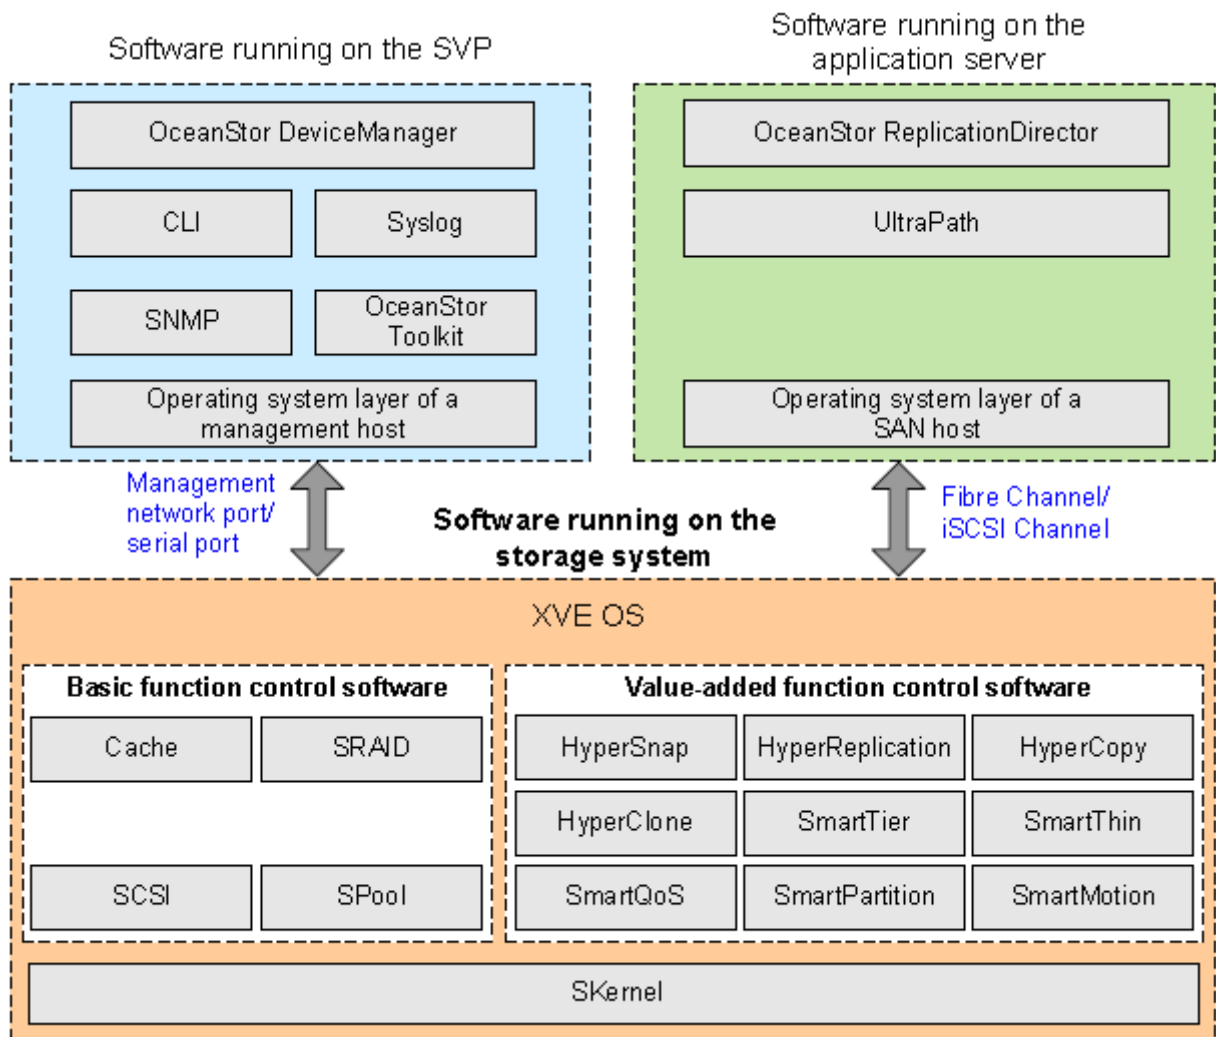 Software running on the SVP
Software running on the
application server
OceanStor DeviceManager
CLI
Syslog
SNMP
OceanStor
Toolkit
Operating system layer of a
management host
OceanStor ReplicationDirector
UltraPath
Operating system layer of a
SAN host
Management
network port/
serial port
Software running on the
storage system
Fibre Channel/
iSCSI Channel
XVE OS
Basic function control software
Cache
SRAID
SCSI
SPool
Value-added function control software
HyperSnap
HyperReplication
HyperCopy
HyperClone
SmartTier
SmartThin
SmartQoS
SmartPartition
SmartMotion
SKernel